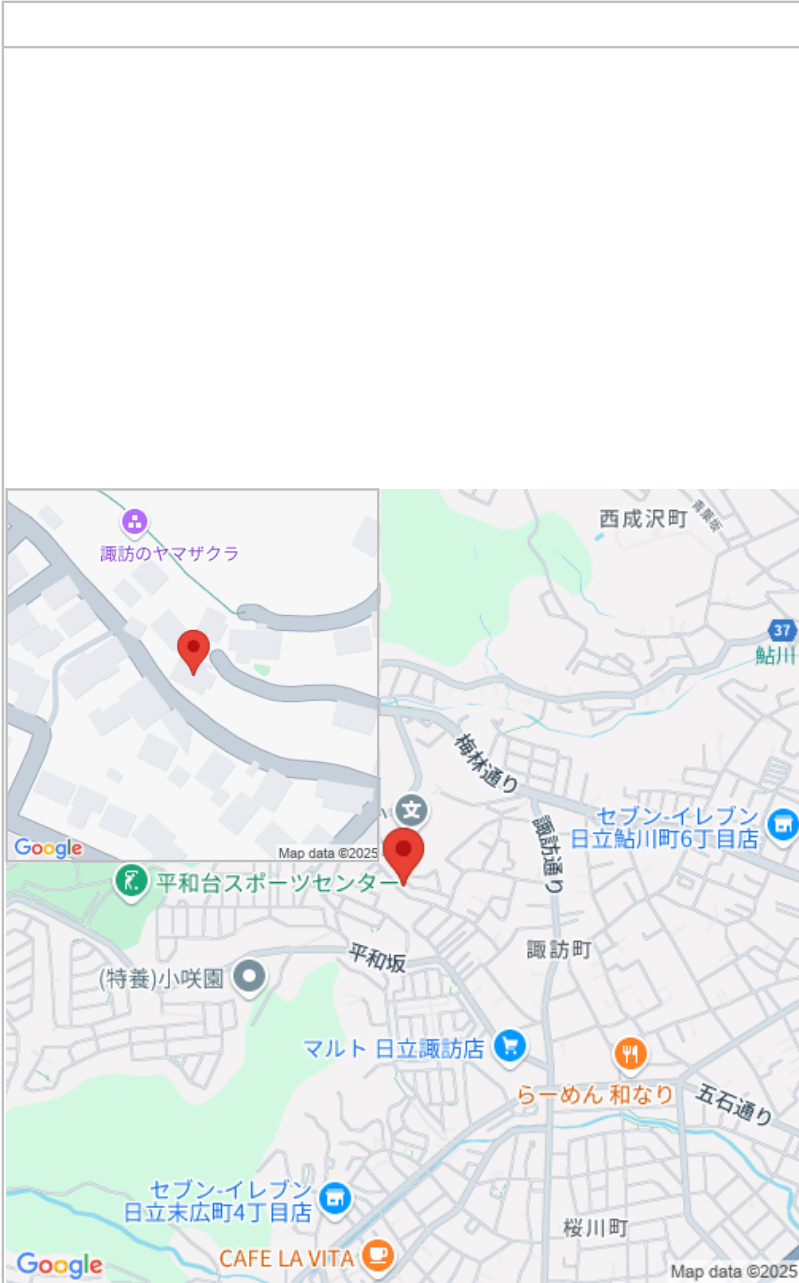 諏訪のヤマザクラ
Google
Map data ©2025
西成沢町
青葉坂
37
鮎川
梅林通り
文
諏訪通り
セブン-イレブン
日立鮎川町6丁目店
平和台スポーツセンター
平和坂
諏訪町
(特養)小咲園
マルト 日立諏訪店
らーめん 和なり
五石通り
セブン-イレブン
日立末広町4丁目店
桜川町
CAFE LA VITA
Google
Map data ©2025